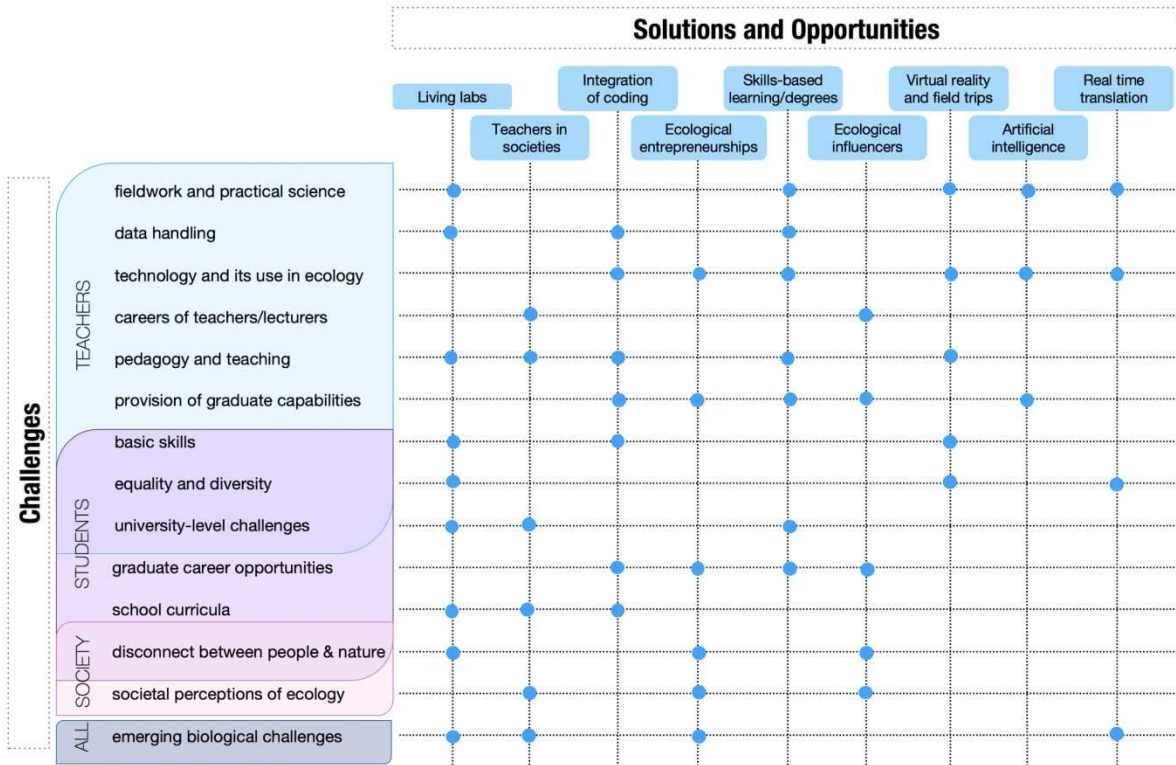 Solutions and Opportunities
Living labs
Integration
of coding
Skills-based
learning/degrees
Virtual reality
and field trips
Real time
translation
Teachers in
societies
Ecological
entrepreneurships
Ecological
influencers
Artificial
intelligence
Challenges
TEACHERS
fieldwork and practical science
data handling
technology and its use in ecology
careers of teachers/lecturers
pedagogy and teaching
provision of graduate capabilities
STUDENTS
basic skills
equality and diversity
university-level challenges
graduate career opportunities
school curricula
SOCIETY
disconnect between people & nature
societal perceptions of ecology
ALL
emerging biological challenges